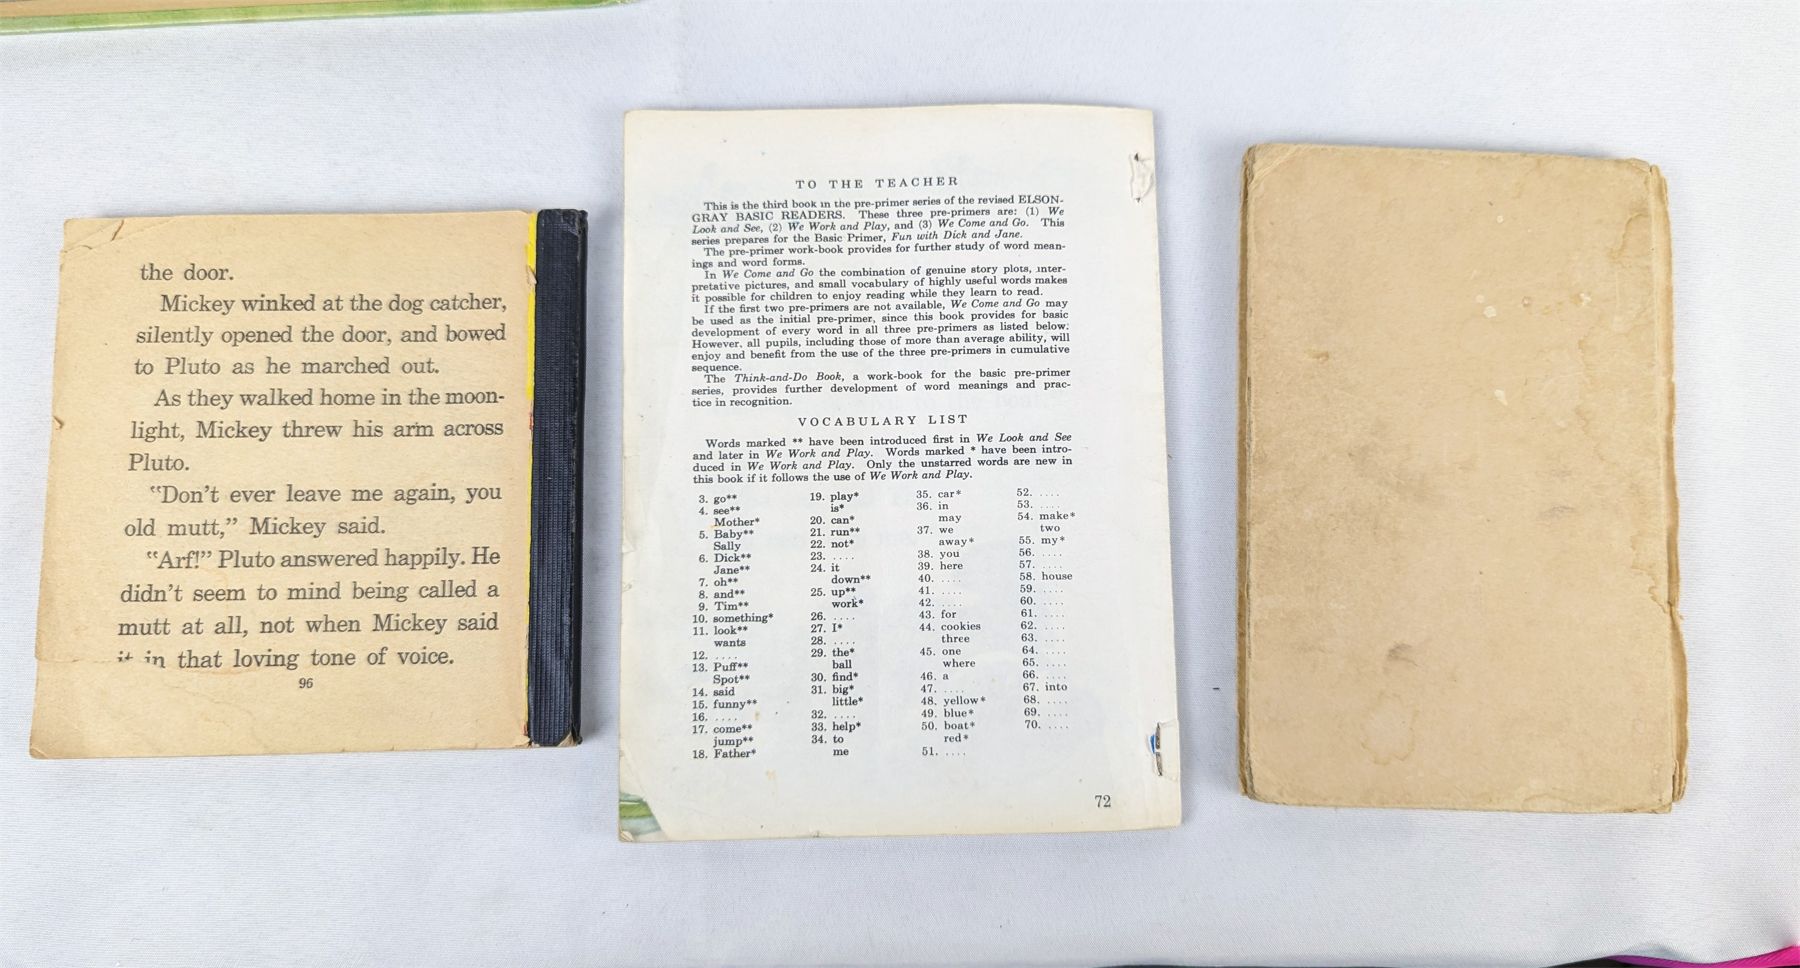 the door.
Mickey winked at the dog catcher,
silently opened the door, and bowed
to Pluto as he marched out.
As they walked home in the moon-
light, Mickey threw his arm across
Pluto.
"Don't ever leave me again, you
old mutt," Mickey said.
"Arf!" Pluto answered happily. He
didn't seem to mind being called a
mutt at all, not when Mickey said
it in that loving tone of voice.
96
TO THE TEACHER
This is the third book in the pre-primer series of the revised ELSON-
GRAY BASIC READERS. These three pre-primers are: (1) We
Look and See, (2) We Work and Play, and (3) We Come and Go. This
series prepares for the Basic Primer, Fun with Dick and Jane.
The pre-primer work-book provides for further study of word mean-
ings and word forms.
In We Come and Go the combination of genuine story plots, inter-
pretative pictures, and small vocabulary of highly useful words makes
it possible for children to enjoy reading while they learn to read.
If the first two pre-primers are not available, We Come and Go may
be used as the initial pre-primer, since this book provides for basic
development of every word in all three pre-primers as listed below.
However, all pupils, including those of more than average ability, will
enjoy and benefit from the use of the three pre-primers in cumulative
sequence.
The Think-and-Do Book, a work-book for the basic pre-primer
series, provides further development of word meanings and prac-
tice in recognition.
VOCABULARY LIST
Words marked ** have been introduced first in We Look and See
and later in We Work and Play. Words marked * have been intro-
duced in We Work and Play. Only the unstarred words are new in
this book if it follows the use of We Work and Play.
3. go**
4. see**
Mother*
5. Baby**
Sally
6. Dick**
Jane**
7. oh**
8. and**
9. Tim**
10. something*
11. look**
wants
12. ....
13. Puff**
Spot**
14. said
15. funny**
16. ....
17. come**
jump**
18. Father*
19. play*
is*
20. can*
21. run**
22. not*
23. ....
24. it
down**
25. up**
work*
26. ....
27. I*
28. ....
29. the*
ball
30. find*
31. big*
little*
32. ....
33. help*
34. to
me
35. car*
36. in
may
37. we
away*
38. you
39. here
40. ....
41. ....
42. ....
43. for
44. cookies
three
45. one
where
46. a
47. ....
48. yellow*
49. blue*
50. boat*
red*
51. ....
52. ....
53. ....
54. make*
two
55. my*
56. ....
57. ....
58. house
59. ....
60. ....
61. ....
62. ....
63. ....
64. ....
65. ....
66. ....
67. into
68. ....
69. ....
70. ....
72